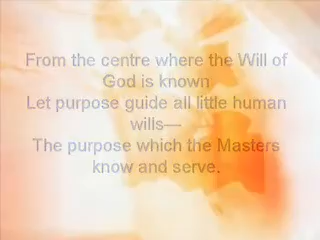 From the centre where the Will of
God is known
Let purpose guide all little human
wills—
The purpose which the Masters
know and serve.